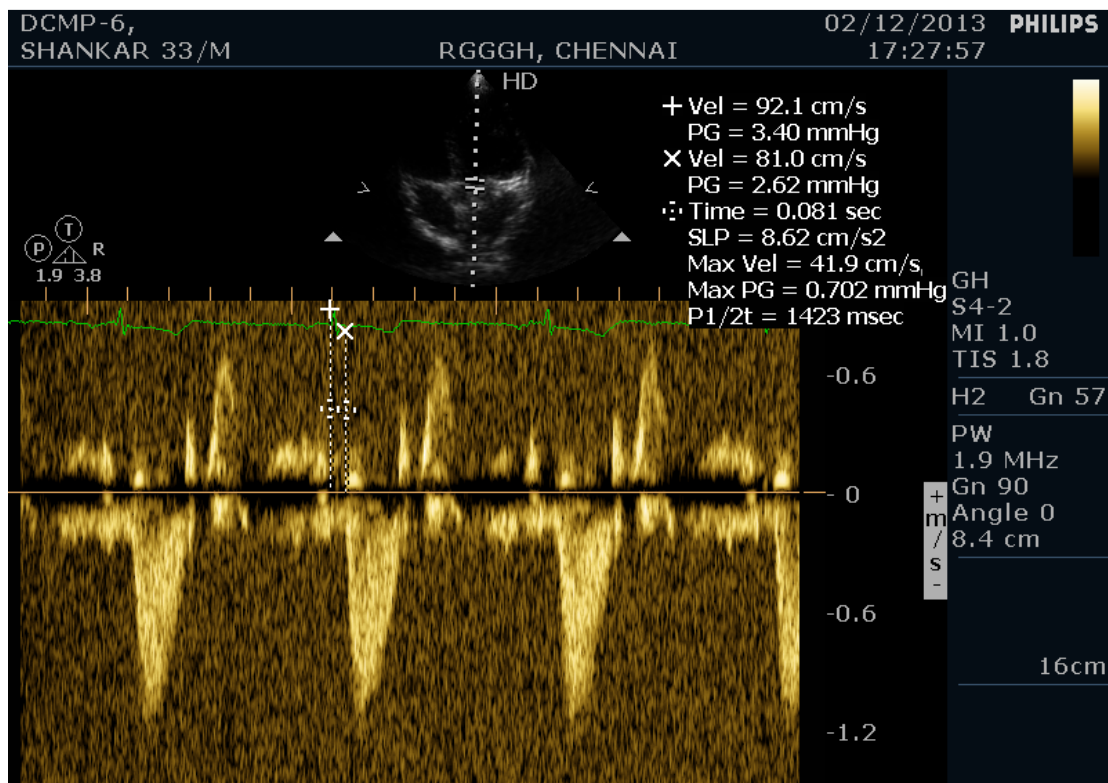 DCMP-6,
SHANKAR 33/M
RGGGH, CHENNAI
02/12/2013
17:27:57
PHILIPS
HD
+ Vel = 92.1 cm/s
PG = 3.40 mmHg
× Vel = 81.0 cm/s
PG = 2.62 mmHg
Time = 0.081 sec
SLP = 8.62 cm/s2
Max Vel = 41.9 cm/s
Max PG = 0.702 mmHg
P1/2t = 1423 msec
T
P
R
1.9 3.8
GH
S4-2
MI 1.0
TIS 1.8
H2 Gn 57
PW
1.9 MHz
Gn 90
Angle 0
8.4 cm
16cm
-0.6
- 0
-0.6
-1.2
+
m
/
s
-